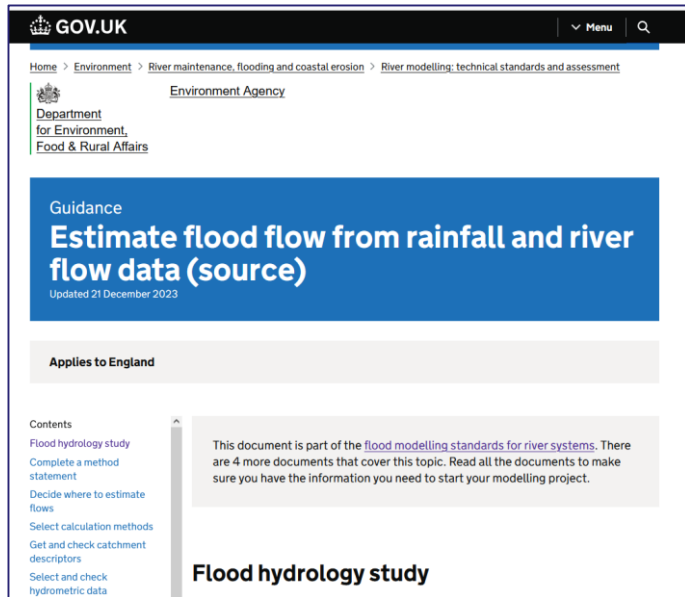 GOV.UK
Menu
Home > Environment > River maintenance, flooding and coastal erosion > River modelling: technical standards and assessment
Department
for Environment,
Food & Rural Affairs
Environment Agency
Guidance
Estimate flood flow from rainfall and river
flow data (source)
Updated 21 December 2023
Applies to England
Contents
Flood hydrology study
Complete a method
statement
Decide where to estimate
flows
Select calculation methods
Get and check catchment
descriptors
Select and check
hydrometric data
This document is part of the flood modelling standards for river systems. There
are 4 more documents that cover this topic. Read all the documents to make
sure you have the information you need to start your modelling project.
Flood hydrology study